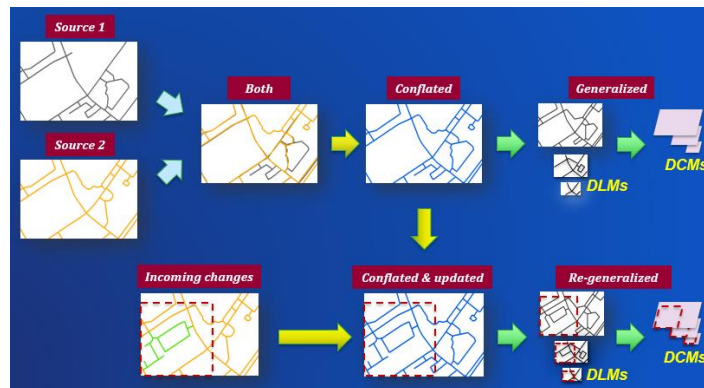 Source 1
Both
Conflated
Generalized
Source 2
DLMs
DCMs
Incoming changes
Conflated & updated
Re-generalized
DLMs
DCMs